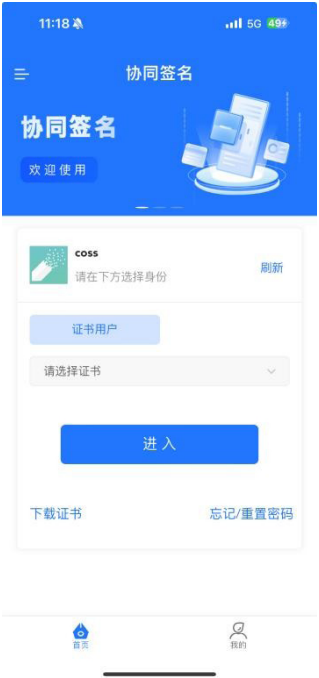 11:18
5G 49
协同签名
协同签名
欢迎使用
coss
请在下方选择身份
刷新
证书用户
请选择证书
进入
下载证书
忘记/重置密码
首页
我的